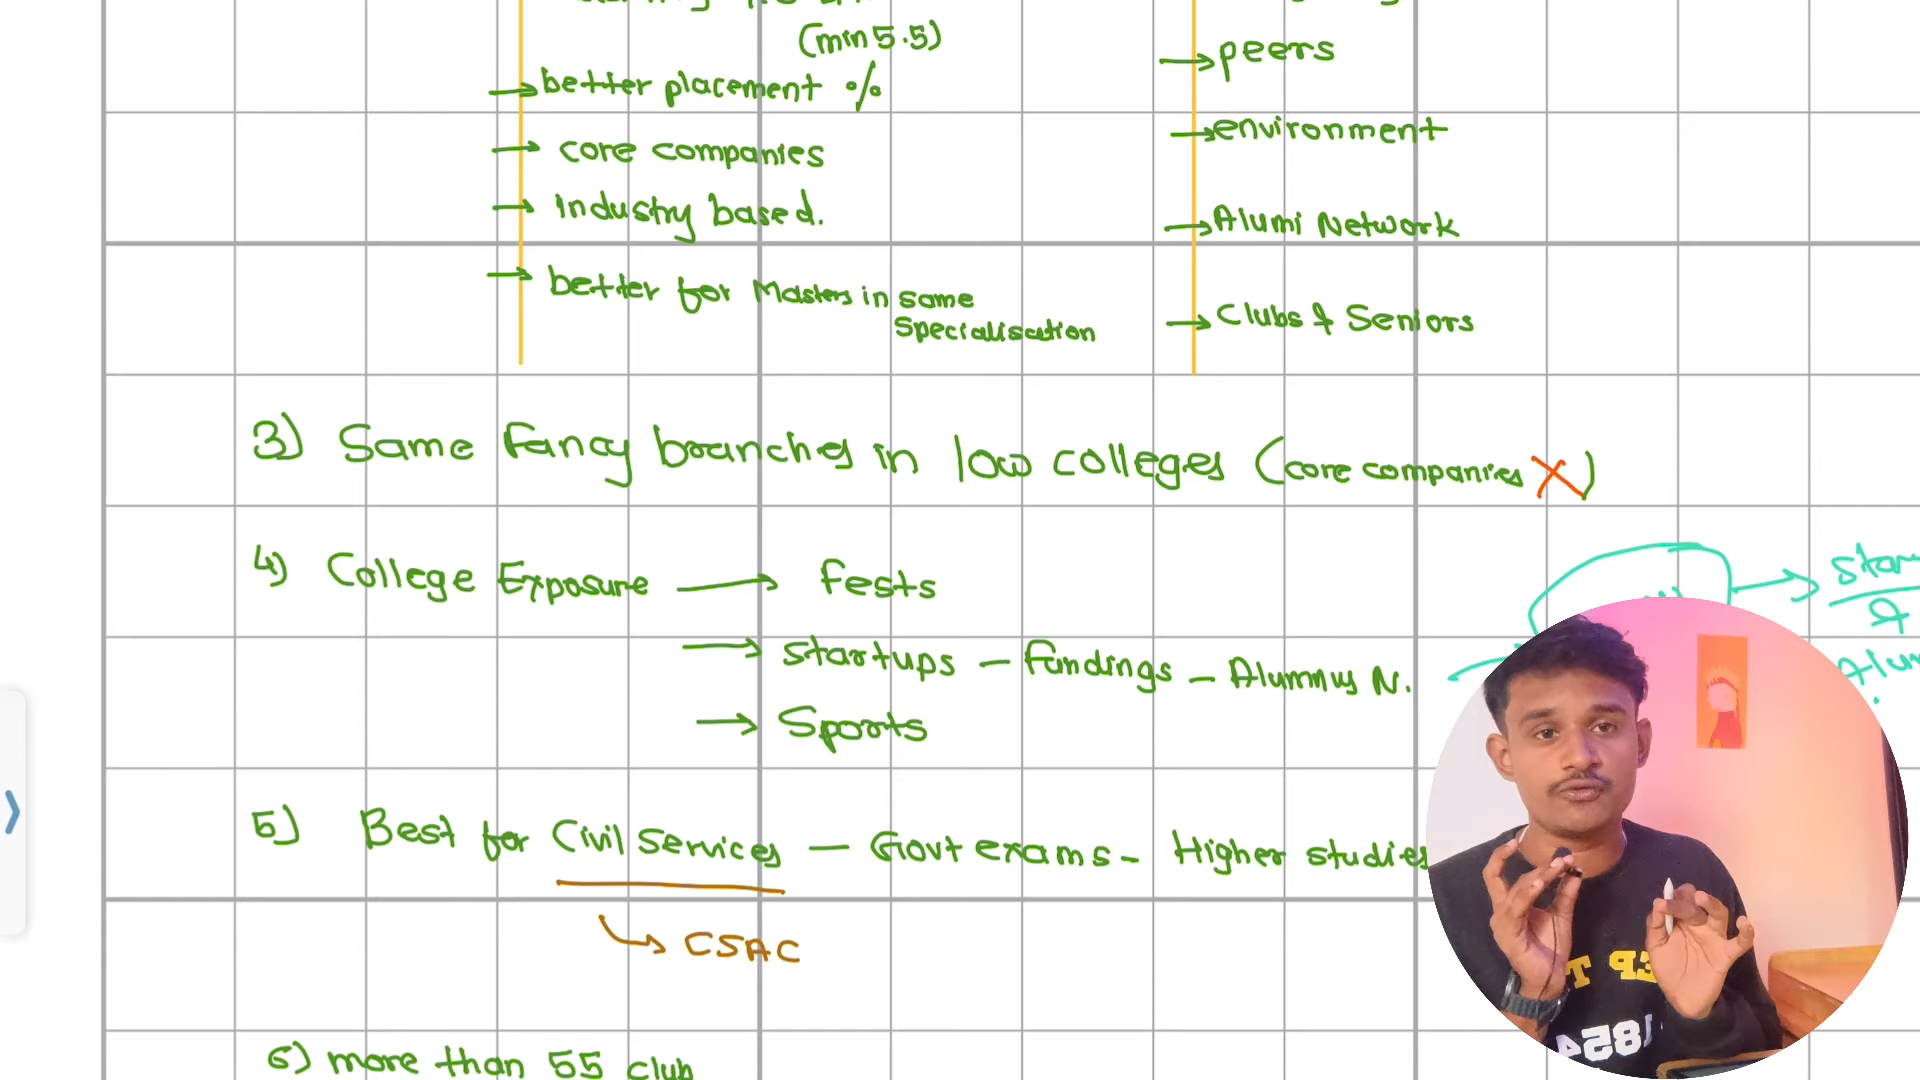 (min 5.5)
better placement %
core companies
Industry based.
better for Masters in same
Specialisation
peers
environment
Alumi Network
Clubs & Seniors
3) Same Fancy branches in low colleges (core companies X)
4) College Exposure → Fests
→ Startups – Fundings – Alumnus N.
→ Sports
5) Best for Civil Services – Govt exams – Higher studies
CSAC
6) more than 55 club
1854